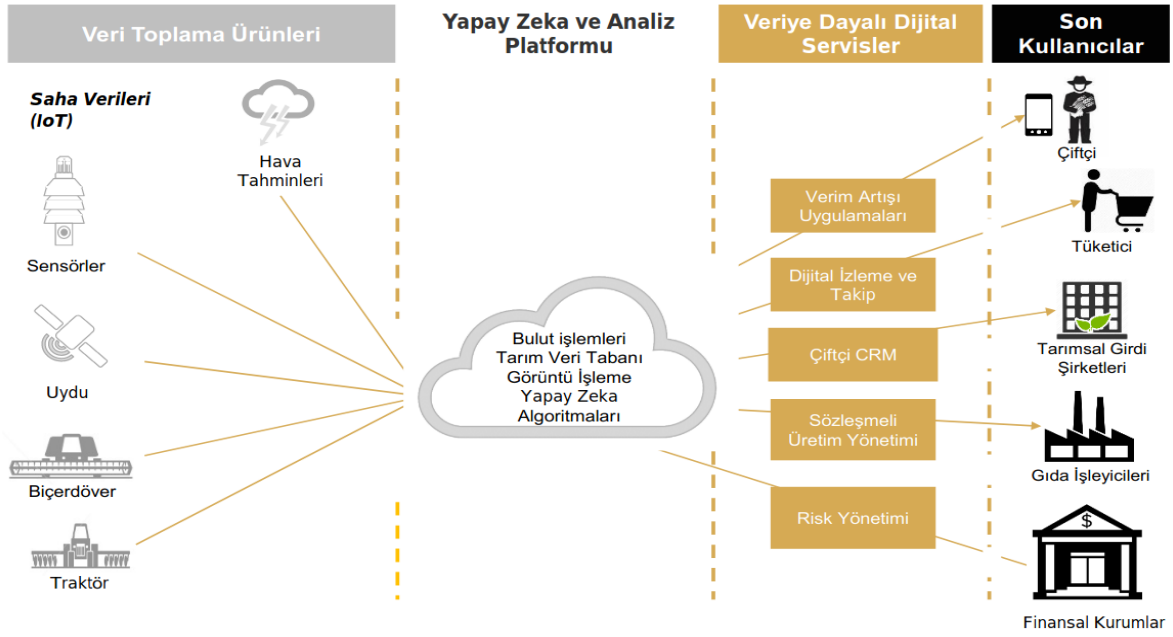 Veri Toplama Ürünleri
Yapay Zeka ve Analiz
Platformu
Veriye Dayalı Dijital
Servisler
Son
Kullanıcılar
Saha Verileri
(IoT)
Hava
Tahminleri
Sensörler
Uydu
Biçerdöver
Traktör
Bulut işlemleri
Tarım Veri Tabanı
Görüntü İşleme
Yapay Zeka
Algoritmaları
Verim Artışı
Uygulamaları
Dijital İzleme ve
Takip
Çiftçi CRM
Sözleşmeli
Üretim Yönetimi
Risk Yönetimi
Çiftçi
Tüketici
Tarımsal Girdi
Şirketleri
Gıda İşleyicileri
$
Finansal Kurumlar